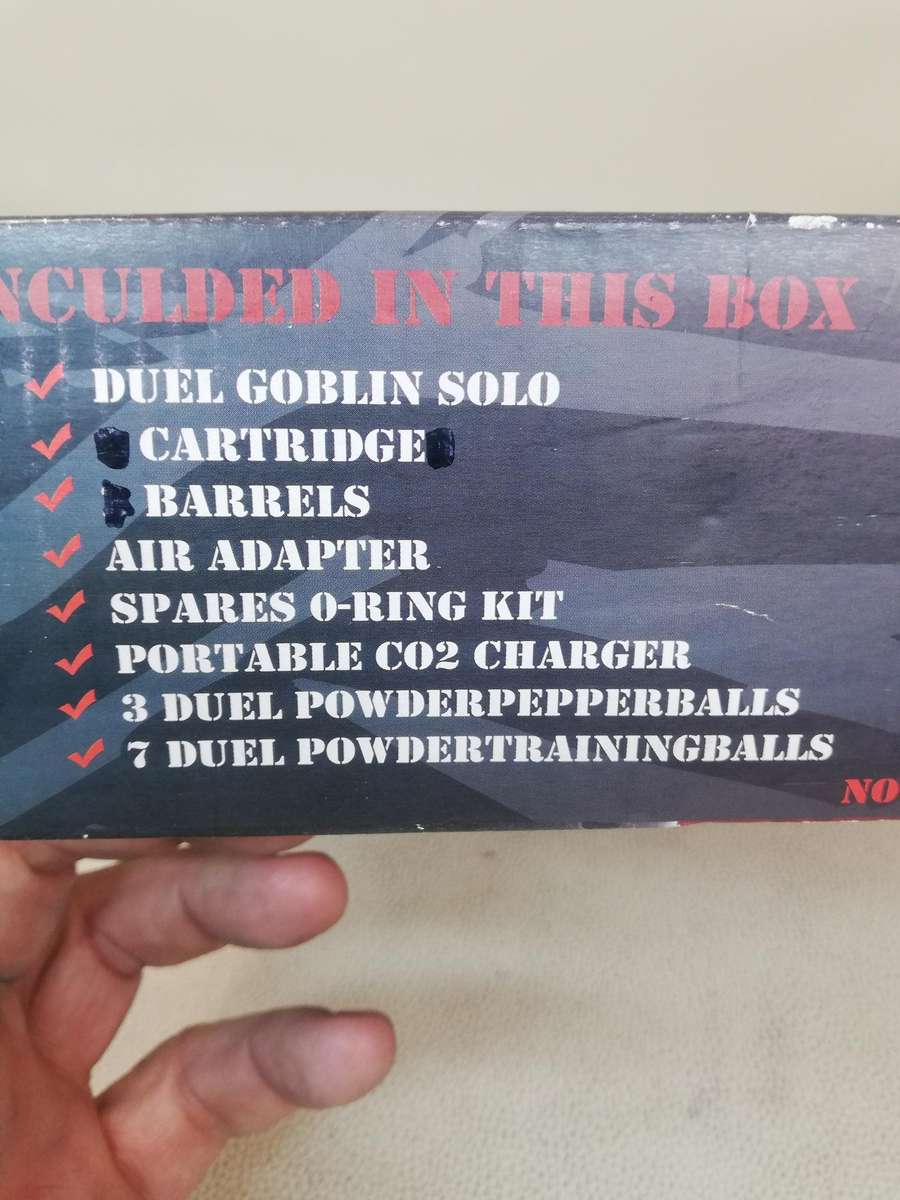 NCULDED IN THIS BOX
DUEL GOBLIN SOLO
CARTRIDGE
BARRELS
AIR ADAPTER
SPARES O-RING KIT
PORTABLE CO2 CHARGER
3 DUEL POWDERPEPPERBALLS
7 DUEL POWDERTRAININGBALLS
NO